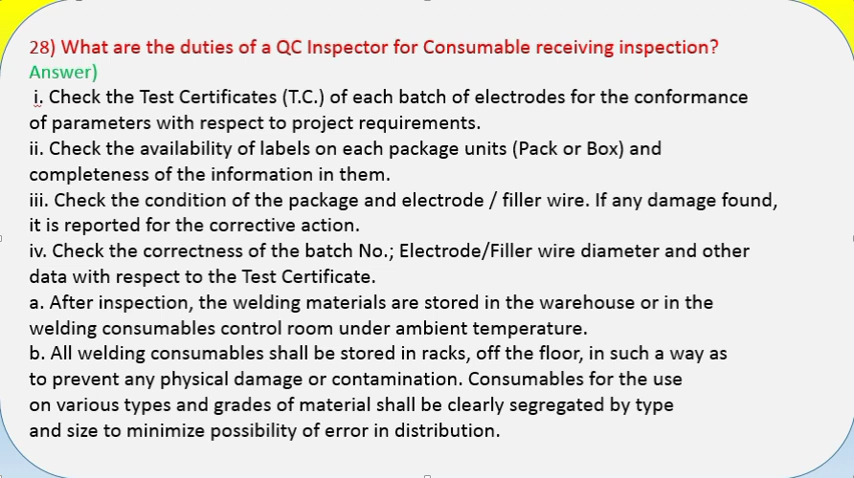 28) What are the duties of a QC Inspector for Consumable receiving inspection?
Answer)
i. Check the Test Certificates (T.C.) of each batch of electrodes for the conformance
of parameters with respect to project requirements.
ii. Check the availability of labels on each package units (Pack or Box) and
completeness of the information in them.
iii. Check the condition of the package and electrode / filler wire. If any damage found,
it is reported for the corrective action.
iv. Check the correctness of the batch No.; Electrode/Filler wire diameter and other
data with respect to the Test Certificate.
a. After inspection, the welding materials are stored in the warehouse or in the
welding consumables control room under ambient temperature.
b. All welding consumables shall be stored in racks, off the floor, in such a way as
to prevent any physical damage or contamination. Consumables for the use
on various types and grades of material shall be clearly segregated by type
and size to minimize possibility of error in distribution.